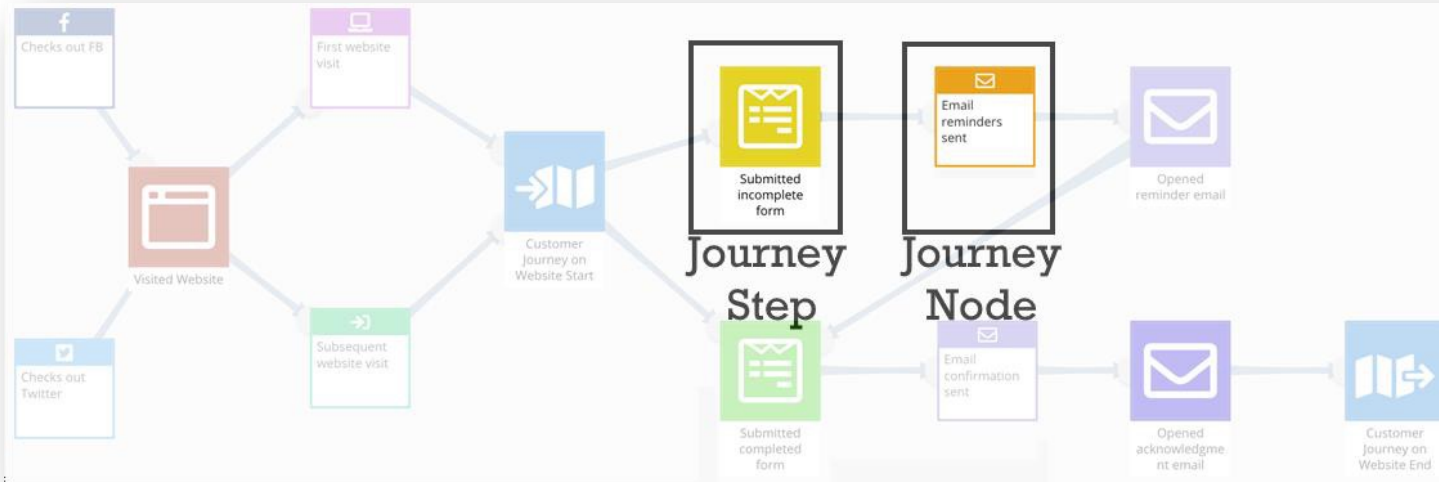 Checks out FB
First website
visit
Visited Website
Checks out
Twitter
Subsequent
website visit
Customer
Journey on
Website Start
Submitted
incomplete
form
Journey
Step
Email
reminders
sent
Journey
Node
Opened
reminder email
Submitted
completed
form
Email
confirmation
sent
Opened
acknowledgme
nt email
Customer
Journey on
Website End